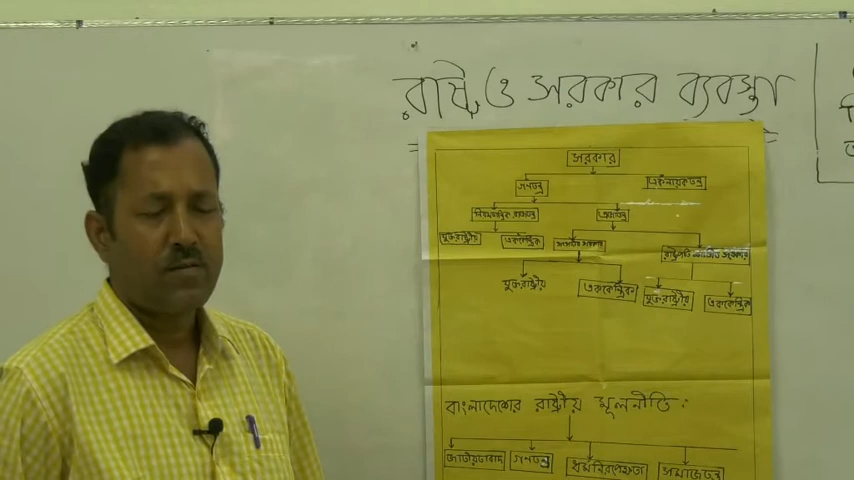 রাষ্ট্র ও সরকার ব্যবস্থা
সরকার
গণতন্ত্র
একনায়কতন্ত্র
নিয়মতান্ত্রিক রাজতন্ত্র
প্রজাতন্ত্র
যুক্তরাষ্ট্রীয়
এককেন্দ্রিক
রাষ্ট্রপতি শাসিত সরকার
যুক্তরাষ্ট্রীয়
এককেন্দ্রিক
যুক্তরাষ্ট্রীয়
এককেন্দ্রিক
বাংলাদেশের রাষ্ট্রীয় মূলনীতি:
জাতীয়তাবাদ
গণতন্ত্র
ধর্মনিরপেক্ষতা
সমাজতন্ত্র